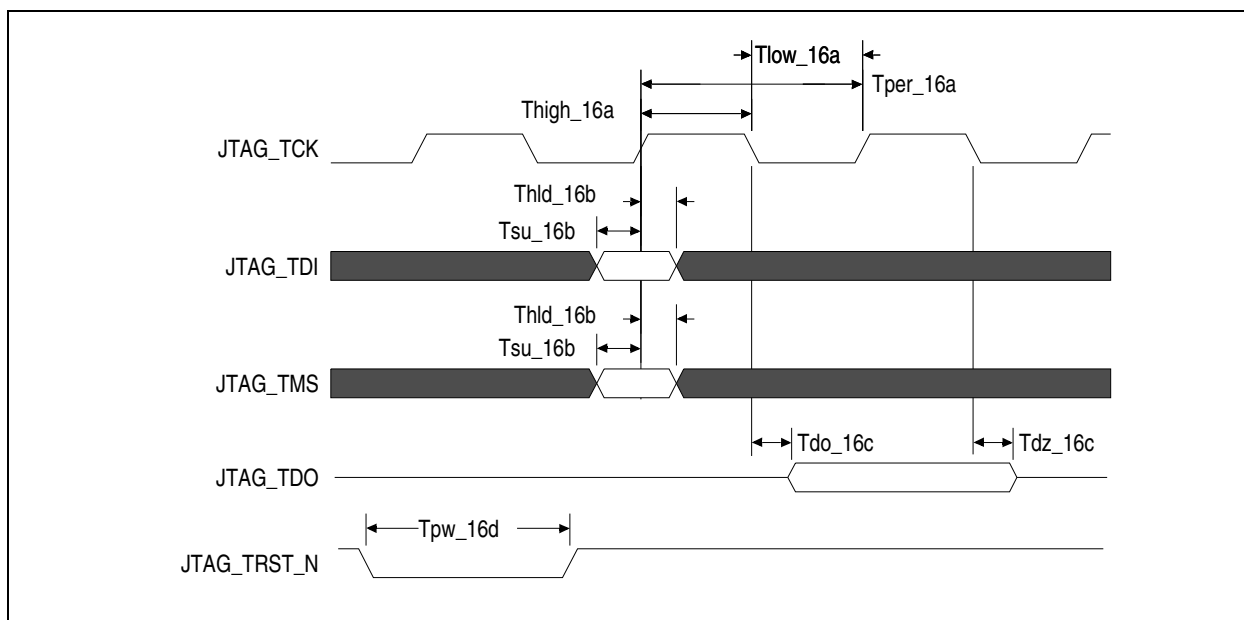 Tlow_16a
Tper_16a
Thigh_16a
JTAG_TCK
Thld_16b
Tsu_16b
JTAG_TDI
Thld_16b
Tsu_16b
JTAG_TMS
Tdo_16c
Tdz_16c
JTAG_TDO
Tpw_16d
JTAG_TRST_N